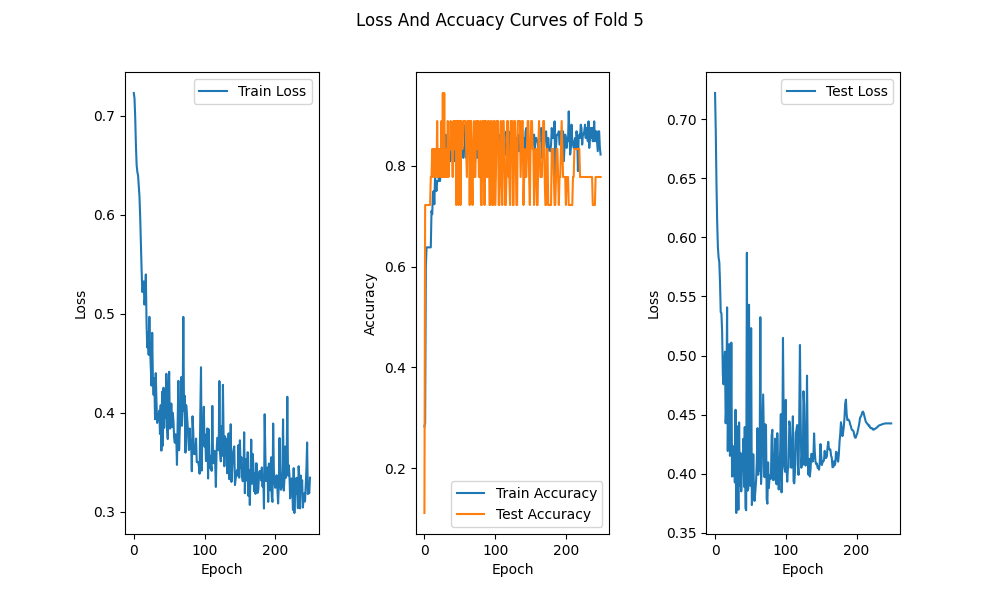 Loss And Accuacy Curves of Fold 5
Train Loss
0.7
0.6
0.5
0.4
0.3
Loss
0 100 200
Epoch
0.8
0.6
0.4
0.2
Accuracy
Train Accuracy
Test Accuracy
0 100 200
Epoch
Test Loss
0.70
0.65
0.60
0.55
0.50
0.45
0.40
0.35
Loss
0 100 200
Epoch